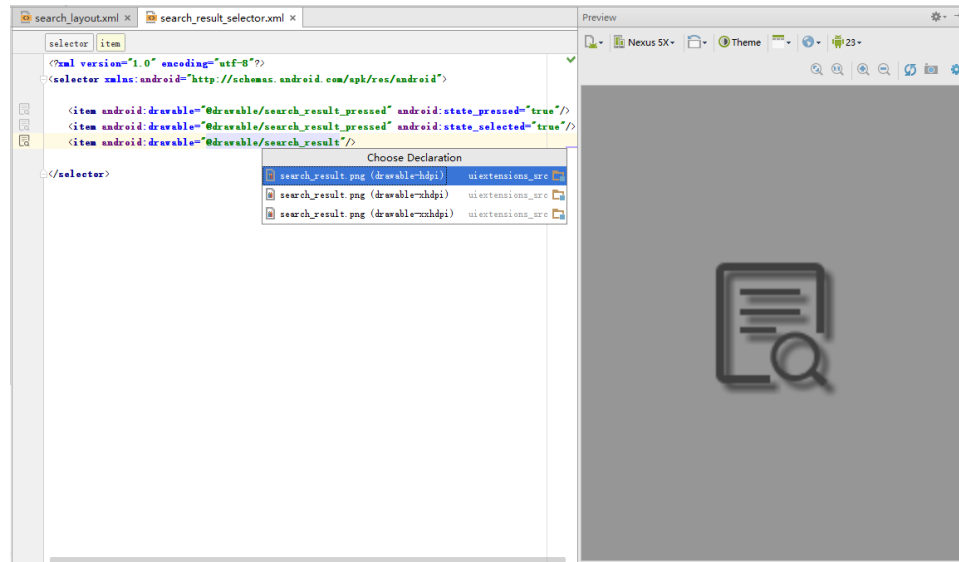 search_layout.xml × search_result_selector.xml ×
Preview
selector item
Nexus 5X Theme 23
<?xml version="1.0" encoding="utf-8"?>
<selector xmlns:android="http://schemas.android.com/apk/res/android">
<item android:drawable="@drawable/search_result_pressed" android:state_pressed="true"/>
<item android:drawable="@drawable/search_result_pressed" android:state_selected="true"/>
<item android:drawable="@drawable/search_result"/>
Choose Declaration
search_result.png (drawable-hdpi) uiextensions_src
search_result.png (drawable-xhdpi) uiextensions_src
search_result.png (drawable-xxhdpi) uiextensions_src
</selector>